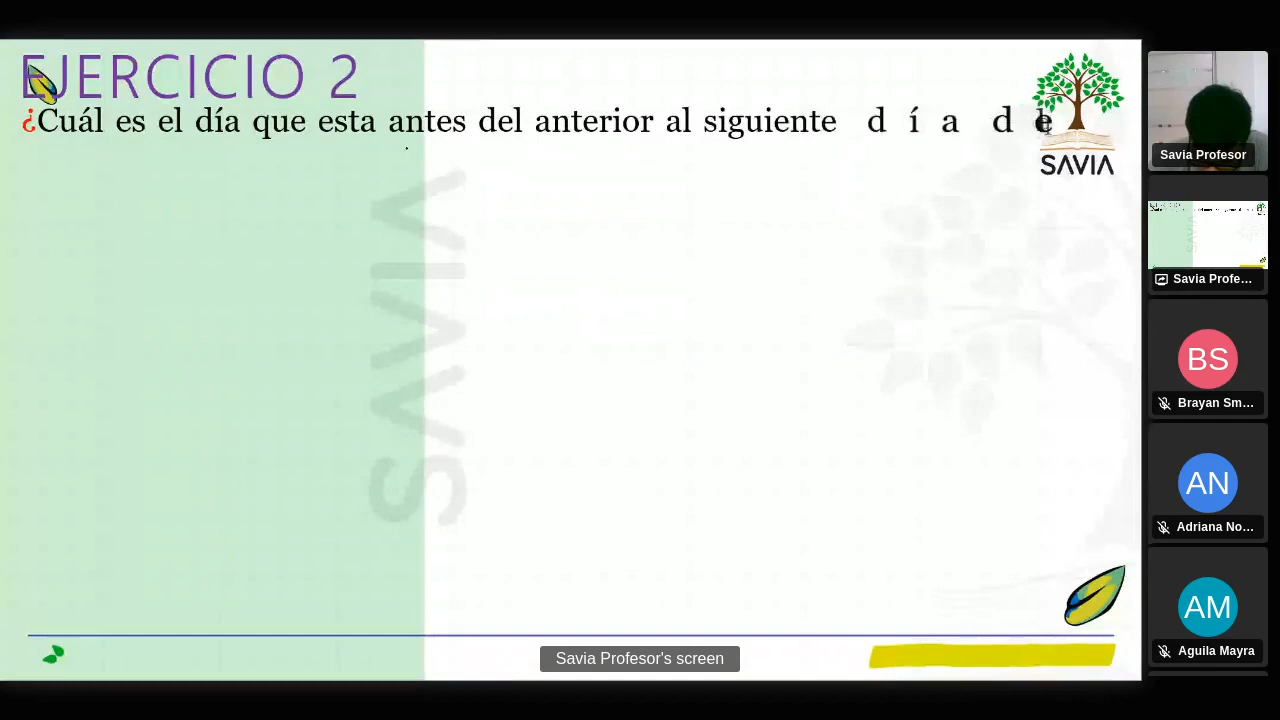 EJERCICIO 2
¿Cuál es el día que esta antes del anterior al siguiente d í a d e
SAVIA
SAVIA
Savia Profesor's screen
Savia Profesor
Savia Profe...
BS
Brayan Sm...
AN
Adriana No...
AM
Aguila Mayra